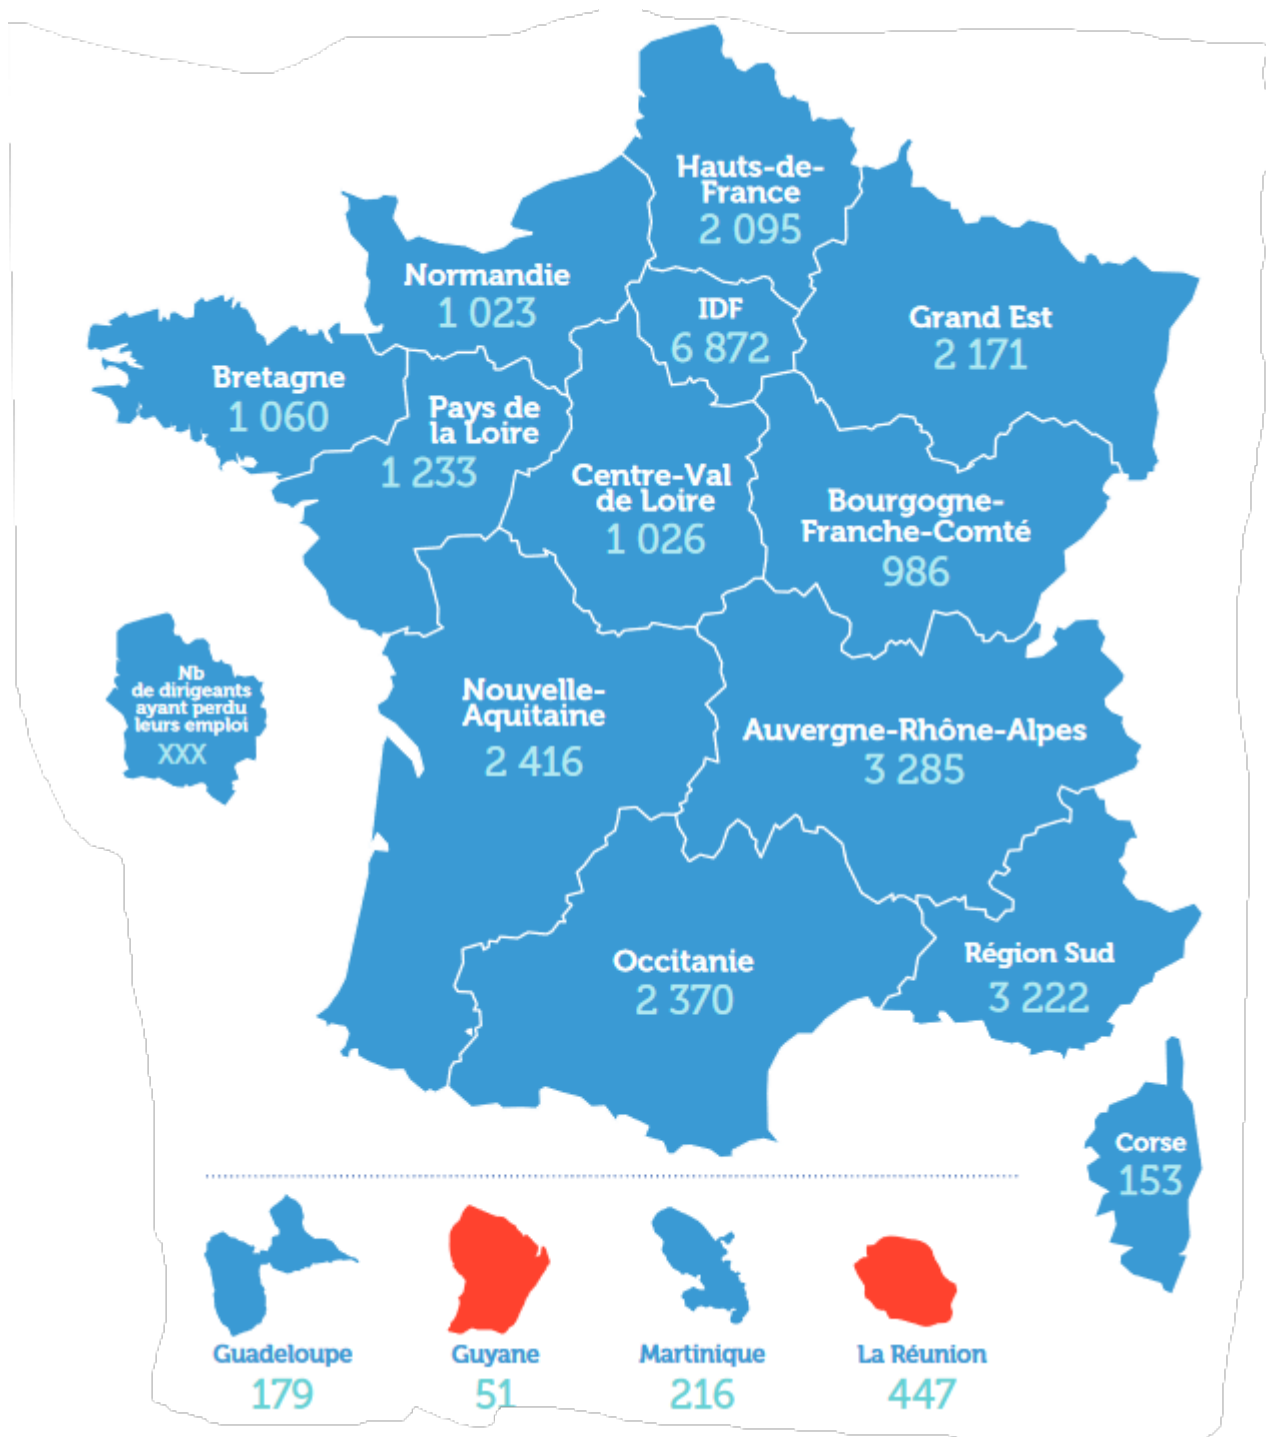 Hauts-de-
France
2 095
Normandie
1 023
IDF
6 872
Grand Est
2 171
Bretagne
1 060
Pays de
la Loire
1 233
Centre-Val
de Loire
1 026
Bourgogne-
Franche-Comté
986
Nb
de dirigeants
ayant perdu
leurs emploi
XXX
Nouvelle-
Aquitaine
2 416
Auvergne-Rhône-Alpes
3 285
Occitanie
2 370
Région Sud
3 222
Corse
153
Guadeloupe
179
Guyane
51
Martinique
216
La Réunion
447